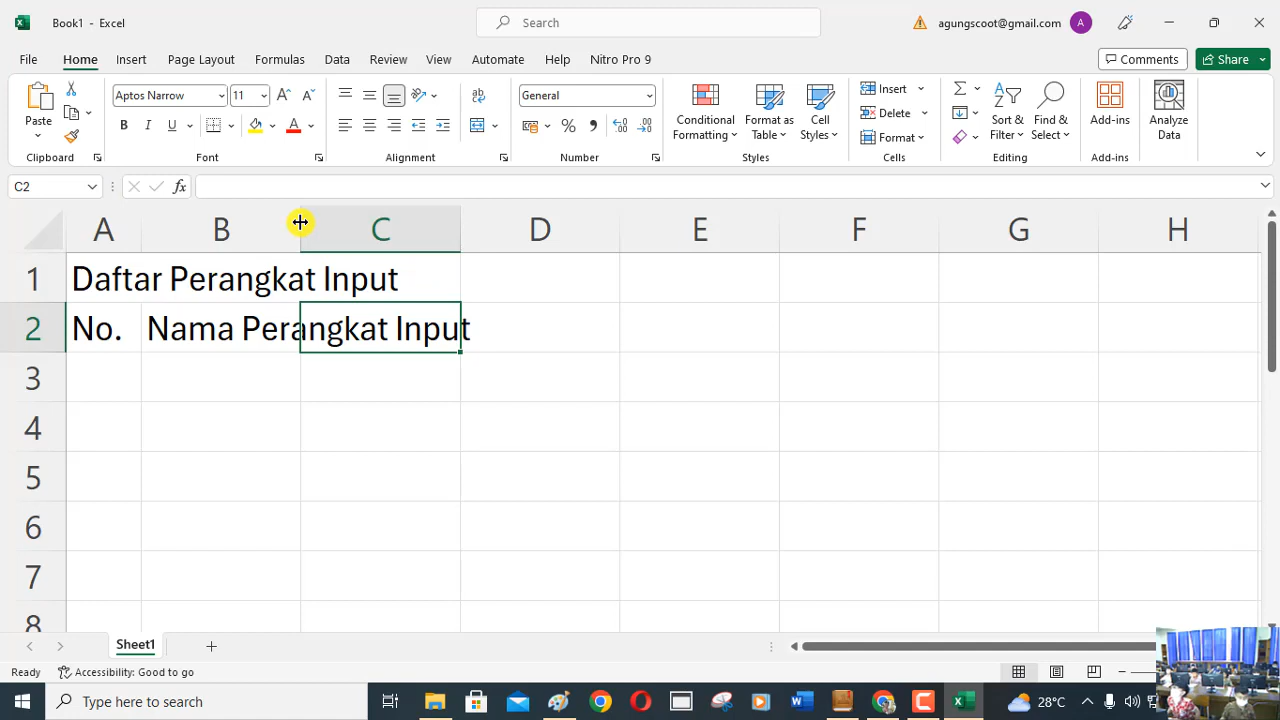 Book1 - Excel
Search
agungscoot@gmail.com
A
File Home Insert Page Layout Formulas Data Review View Automate Help Nitro Pro 9
Comments
Share
Paste
Aptos Narrow
11
General
B I U
Conditional Formatting
Format as Table
Cell Styles
Insert
Delete
Format
Sort & Filter
Find & Select
Add-ins
Analyze Data
Clipboard Font Alignment Number Styles Cells Editing Add-ins
C2
fx
A B C D E F G H
1 Daftar Perangkat Input
2 No. Nama Perangkat Input
3
4
5
6
7
8
Sheet1
Ready
Accessibility: Good to go
Type here to search
28°C